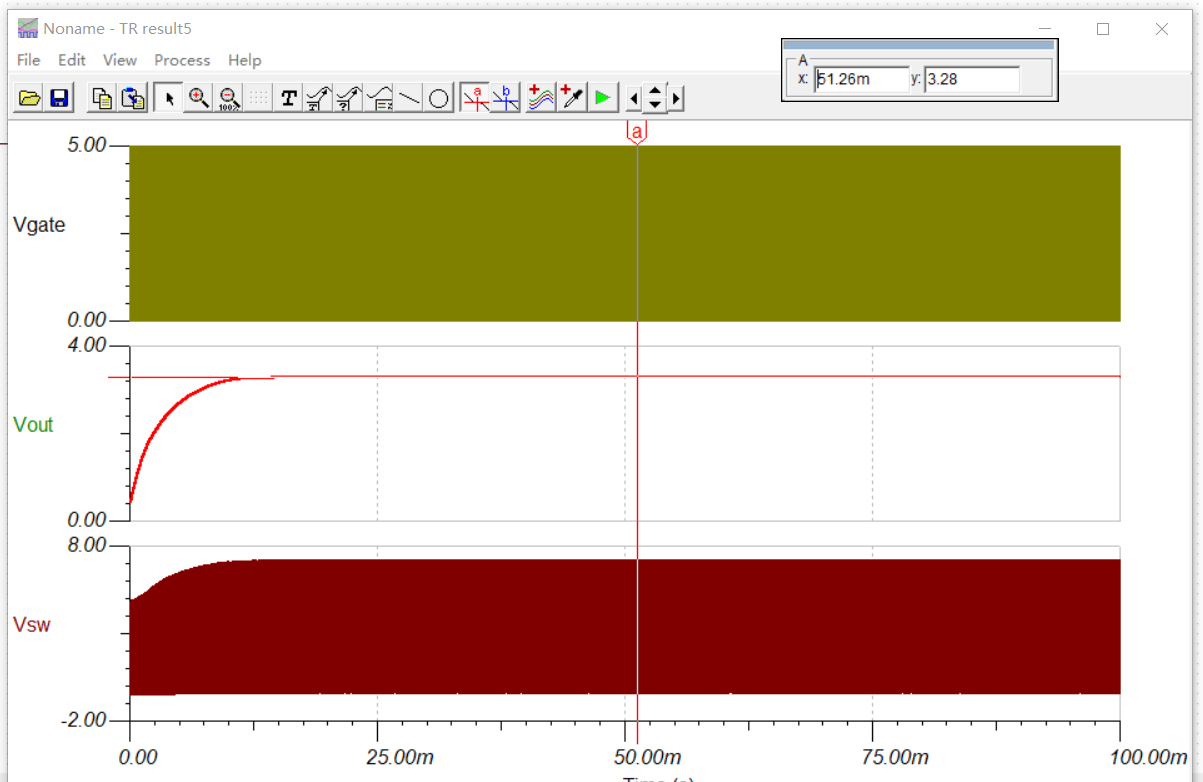 Noname - TR result5
File Edit View Process Help
A
x: 51.26m y: 3.28
100%
T
a
b
a
5.00
Vgate
0.00
4.00
Vout
0.00
8.00
Vsw
-2.00
0.00 25.00m 50.00m 75.00m 100.00m